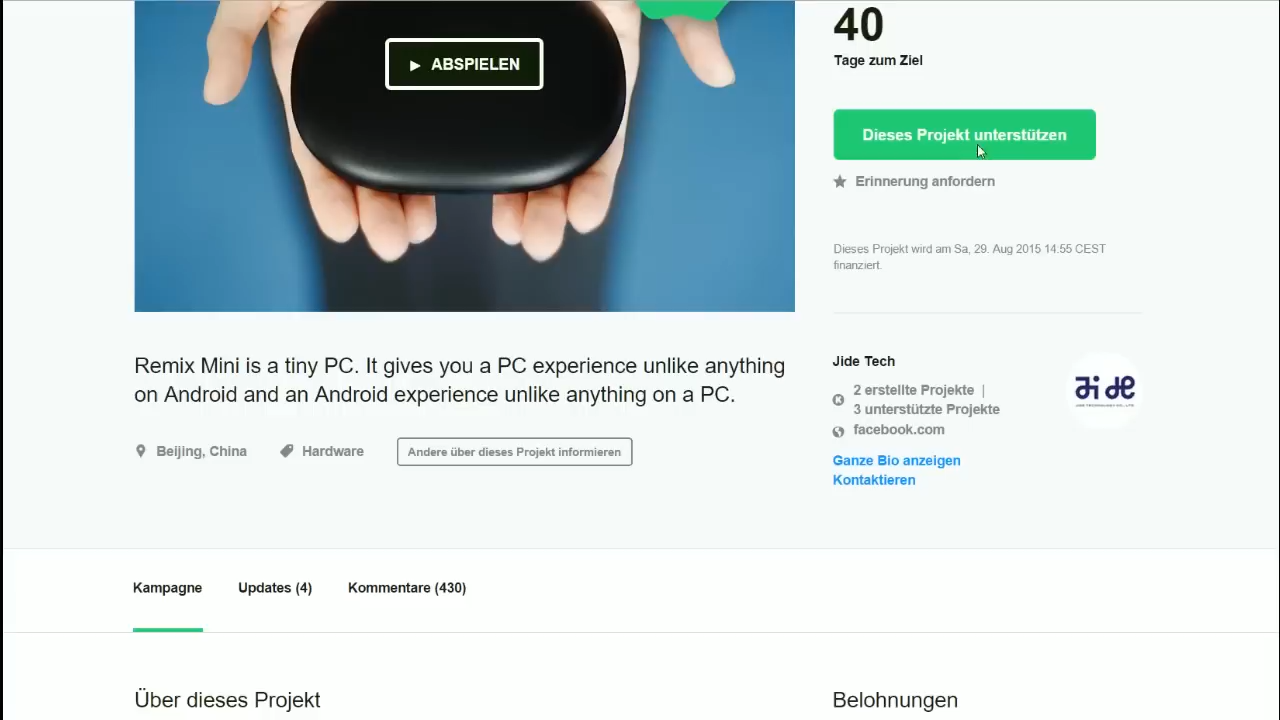 ABSPIELEN
40
Tage zum Ziel
Dieses Projekt unterstützen
Erinnerung anfordern
Dieses Projekt wird am Sa, 29. Aug 2015 14:55 CEST
finanziert.
Remix Mini is a tiny PC. It gives you a PC experience unlike anything
on Android and an Android experience unlike anything on a PC.
Beijing, China
Hardware
Andere über dieses Projekt informieren
Jide Tech
2 erstellte Projekte |
3 unterstützte Projekte
facebook.com
Ganze Bio anzeigen
Kontaktieren
Jide
Kampagne
Updates (4)
Kommentare (430)
Über dieses Projekt
Belohnungen